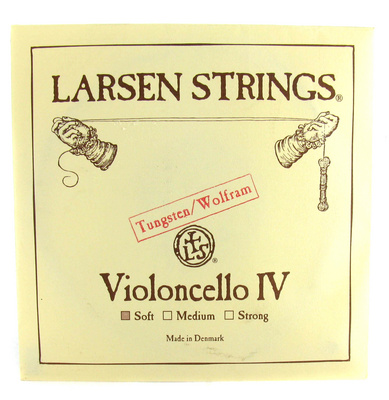 LARSEN STRINGS®
Tungsten/Wolfram
LS®
Violoncello IV
Soft Medium Strong
Made in Denmark